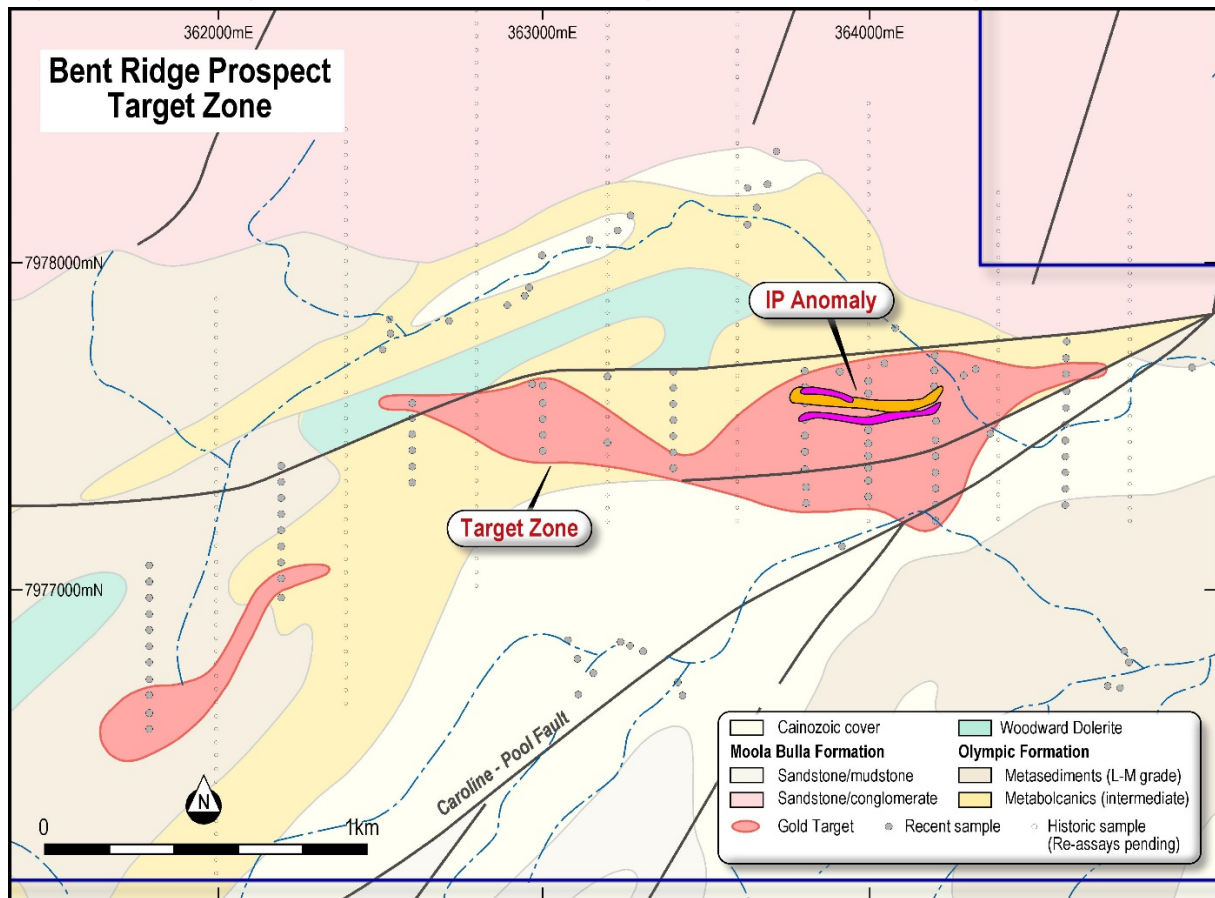 362000mE
363000mE
364000mE
Bent Ridge Prospect
Target Zone
7978000mN
IP Anomaly
Target Zone
7977000mN
Caroline - Pool Fault
N
0
1km
Cainozoic cover
Moola Bulla Formation
Sandstone/mudstone
Sandstone/conglomerate
Gold Target
Woodward Dolerite
Olympic Formation
Metasediments (L-M grade)
Metabolcanics (intermediate)
Recent sample
Historic sample
(Re-assays pending)